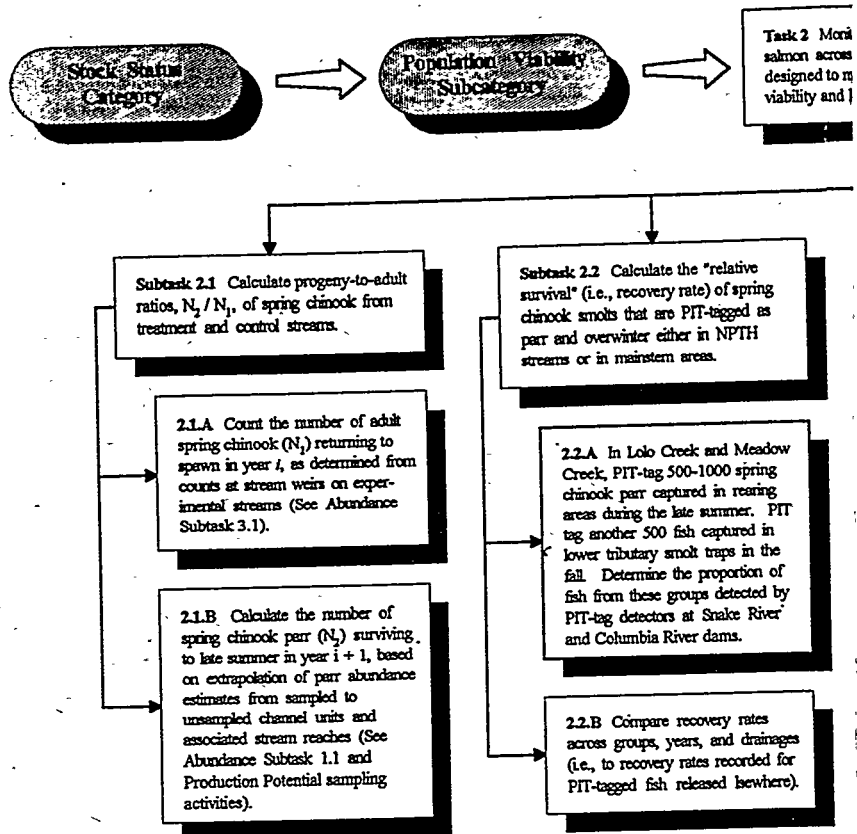 Stock Status
Category
Population Viability
Subcategory
Task 2 Moni
salmon across
designed to m
viability and
Subtask 2.1 Calculate progeny-to-adult
ratios, N₂ / N₁, of spring chinook from
treatment and control streams.
2.1.A Count the number of adult
spring chinook (N₁) returning to
spawn in year i, as determined from
counts at stream weirs on exper-
imental streams (See Abundance
Subtask 3.1).
2.1.B Calculate the number of
spring chinook parr (N₂) surviving
to late summer in year i + 1, based
on extrapolation of parr abundance
estimates from sampled to
unsampled channel units and
associated stream reaches (See
Abundance Subtask 1.1 and
Production Potential sampling
activities).
Subtask 2.2 Calculate the "relative
survival" (i.e., recovery rate) of spring
chinook smolts that are PIT-tagged as
parr and overwinter either in NPTH
streams or in mainstem areas.
2.2.A In Lolo Creek and Meadow
Creek, PIT-tag 500-1000 spring
chinook parr captured in rearing
areas during the late summer. PIT
tag another 500 fish captured in
lower tributary smolt traps in the
fall. Determine the proportion of
fish from these groups detected by
PIT-tag detectors at Snake River
and Columbia River dams.
2.2.B Compare recovery rates
across groups, years, and drainages
(i.e., to recovery rates recorded for
PIT-tagged fish released lsewhere).